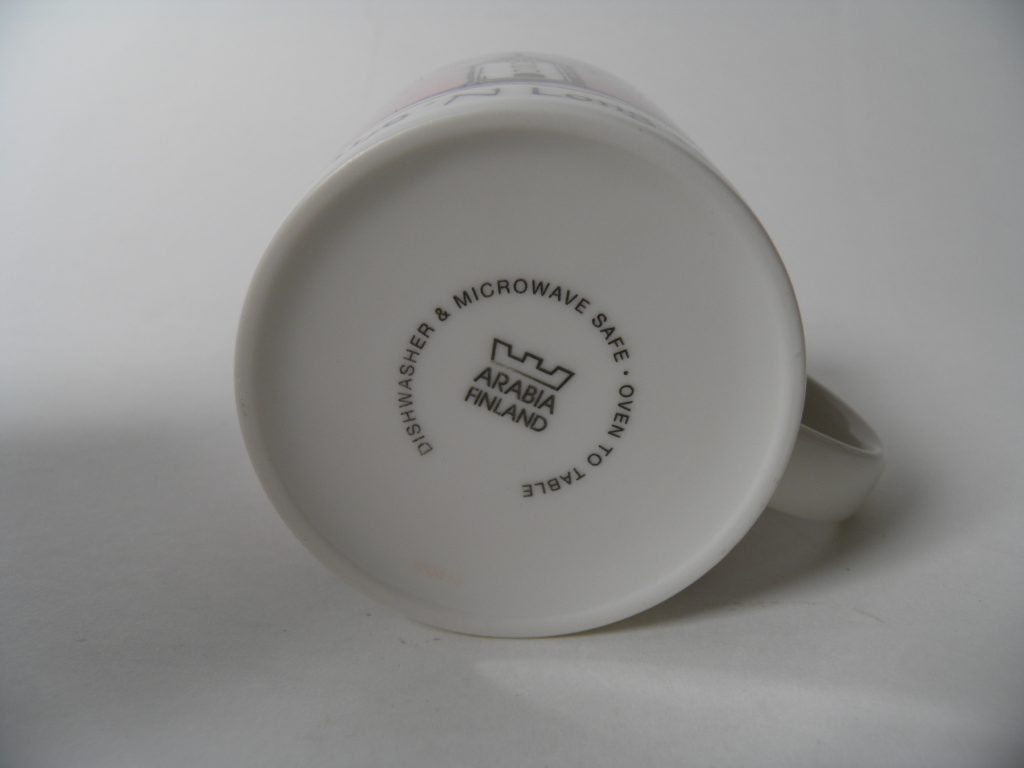 DISHWASHER & MICROWAVE SAFE · OVEN TO TABLE
ARABIA
FINLAND